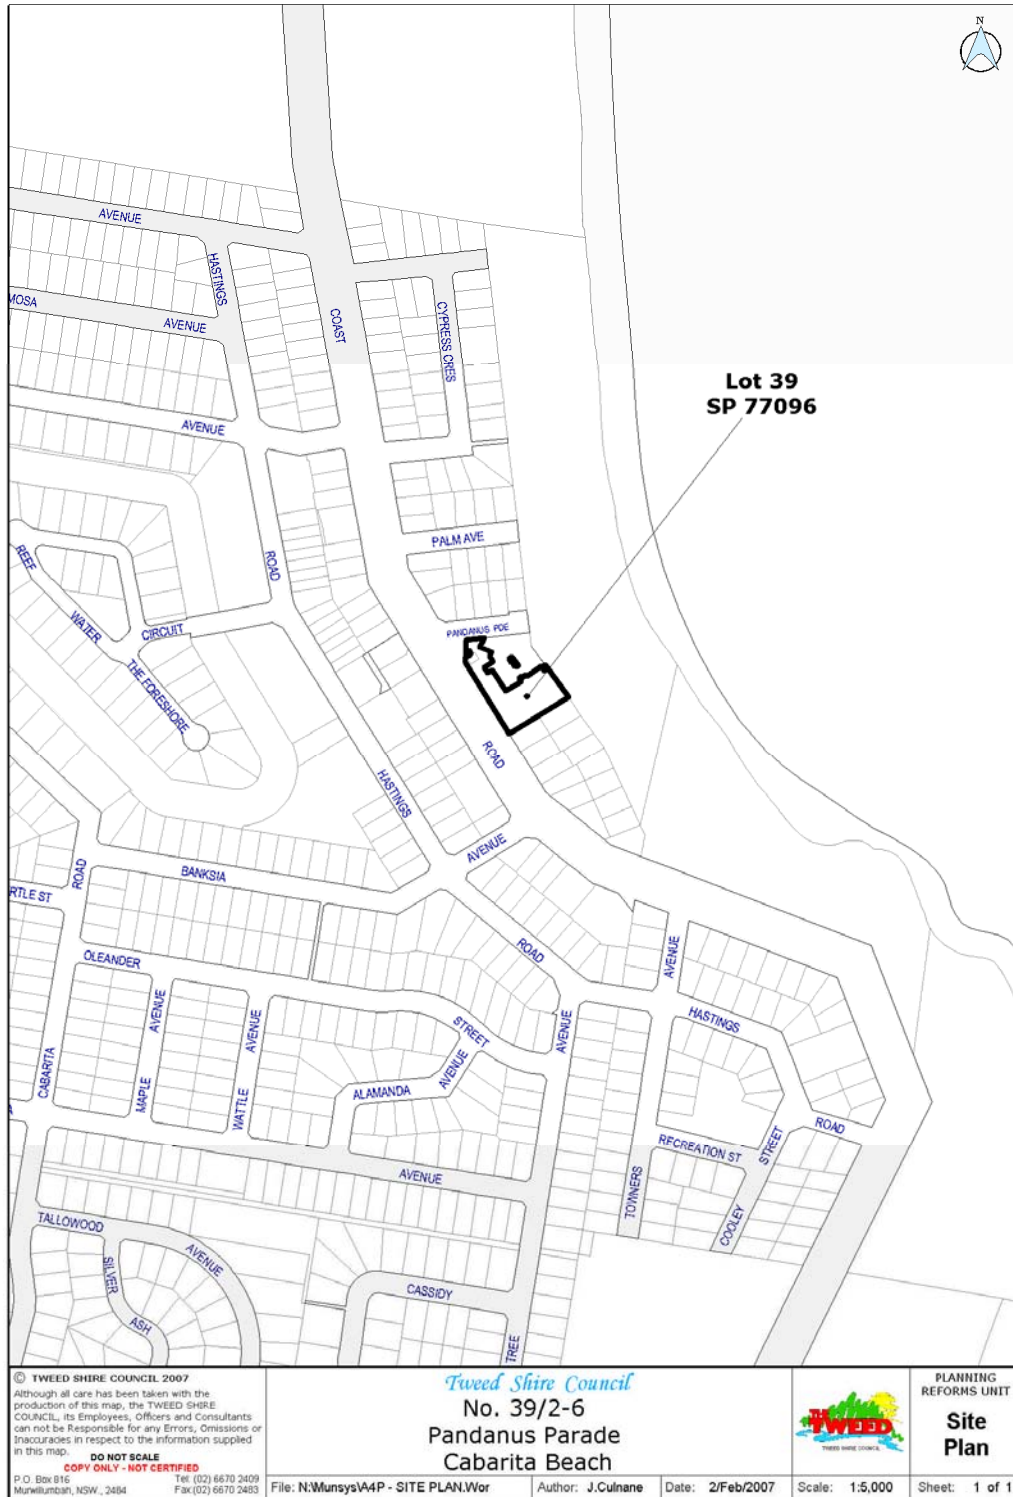 N
AVENUE
HASTINGS
MOSA
AVENUE
COAST
CYPRESS CRES
Lot 39
SP 77096
AVENUE
PALM AVE
REEF
ROAD
WATER
CIRCUIT
PANDANUS PDE
THE FORESHORE
ROAD
HASTINGS
AVENUE
BANKSIA
ROAD
RTLE ST
ROAD
AVENUE
OLEANDER
HASTINGS
AVENUE
AVENUE
STREET
AVENUE
AVENUE
CABARITA
MAPLE
WATTLE
ALAMANDA
ROAD
STREET
RECREATION ST
AVENUE
TOWNERS
COOLEY
TALLOWOOD
AVENUE
SILVER
ASH
CASSIDY
TREE
© TWEED SHIRE COUNCIL 2007
Although all care has been taken with the
production of this map, the TWEED SHIRE
COUNCIL, its Employees, Officers and Consultants
can not be Responsible for any Errors, Omissions or
Inaccuracies in respect to the information supplied
in this map.
DO NOT SCALE
COPY ONLY - NOT CERTIFIED
P.O. Box 816
Murwillumbah, NSW., 2484
Tel: (02) 6670 2409
Fax:(02) 6670 2483
Tweed Shire Council
No. 39/2-6
Pandanus Parade
Cabarita Beach
File: N:\Munsys\A4P - SITE PLAN.Wor
Author: J.Culnane
Date: 2/Feb/2007
THE TWEED
TWEED SHIRE COUNCIL
Scale: 1:5,000
PLANNING
REFORMS UNIT
Site
Plan
Sheet: 1 of 1